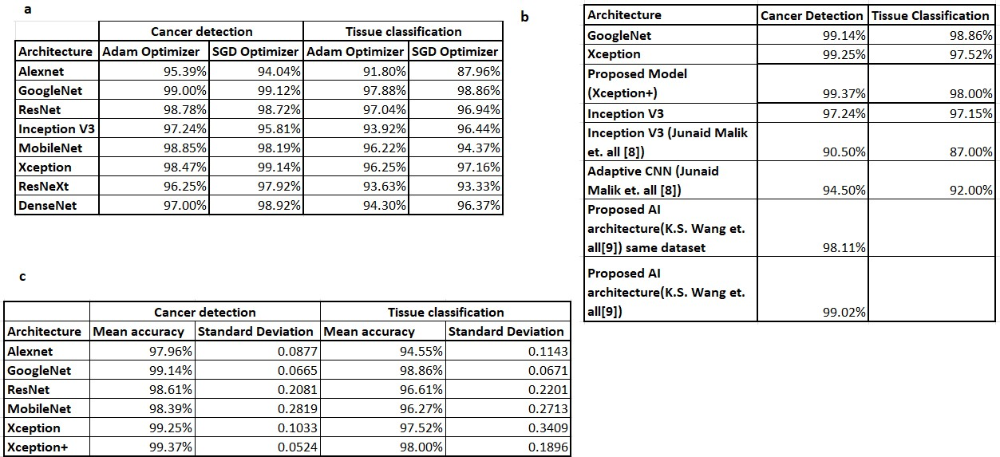 a
Cancer detection Tissue classification
Architecture Adam Optimizer SGD Optimizer Adam Optimizer SGD Optimizer
Alexnet 95.39% 94.04% 91.80% 87.96%
GoogleNet 99.00% 99.12% 97.88% 98.86%
ResNet 98.78% 98.72% 97.04% 96.94%
Inception V3 97.24% 95.81% 93.92% 96.44%
MobileNet 98.85% 98.19% 96.22% 94.37%
Xception 98.47% 99.14% 96.25% 97.16%
ResNeXt 96.25% 97.92% 93.63% 93.33%
DenseNet 97.00% 98.92% 94.30% 96.37%
b
Architecture Cancer Detection Tissue Classification
GoogleNet 99.14% 98.86%
Xception 99.25% 97.52%
Proposed Model
(Xception+) 99.37% 98.00%
Inception V3 97.24% 97.15%
Inception V3 (Junaid Malik
et. all [8]) 90.50% 87.00%
Adaptive CNN (Junaid
Malik et. all [8]) 94.50% 92.00%
Proposed AI
architecture(K.S. Wang et.
all[9]) same dataset 98.11%
Proposed AI
architecture(K.S. Wang et.
all[9]) 99.02%
c
Cancer detection Tissue classification
Architecture Mean accuracy Standard Deviation Mean accuracy Standard Deviation
Alexnet 97.96% 0.0877 94.55% 0.1143
GoogleNet 99.14% 0.0665 98.86% 0.0671
ResNet 98.61% 0.2081 96.61% 0.2201
MobileNet 98.39% 0.2819 96.27% 0.2713
Xception 99.25% 0.1033 97.52% 0.3409
Xception+ 99.37% 0.0524 98.00% 0.1896